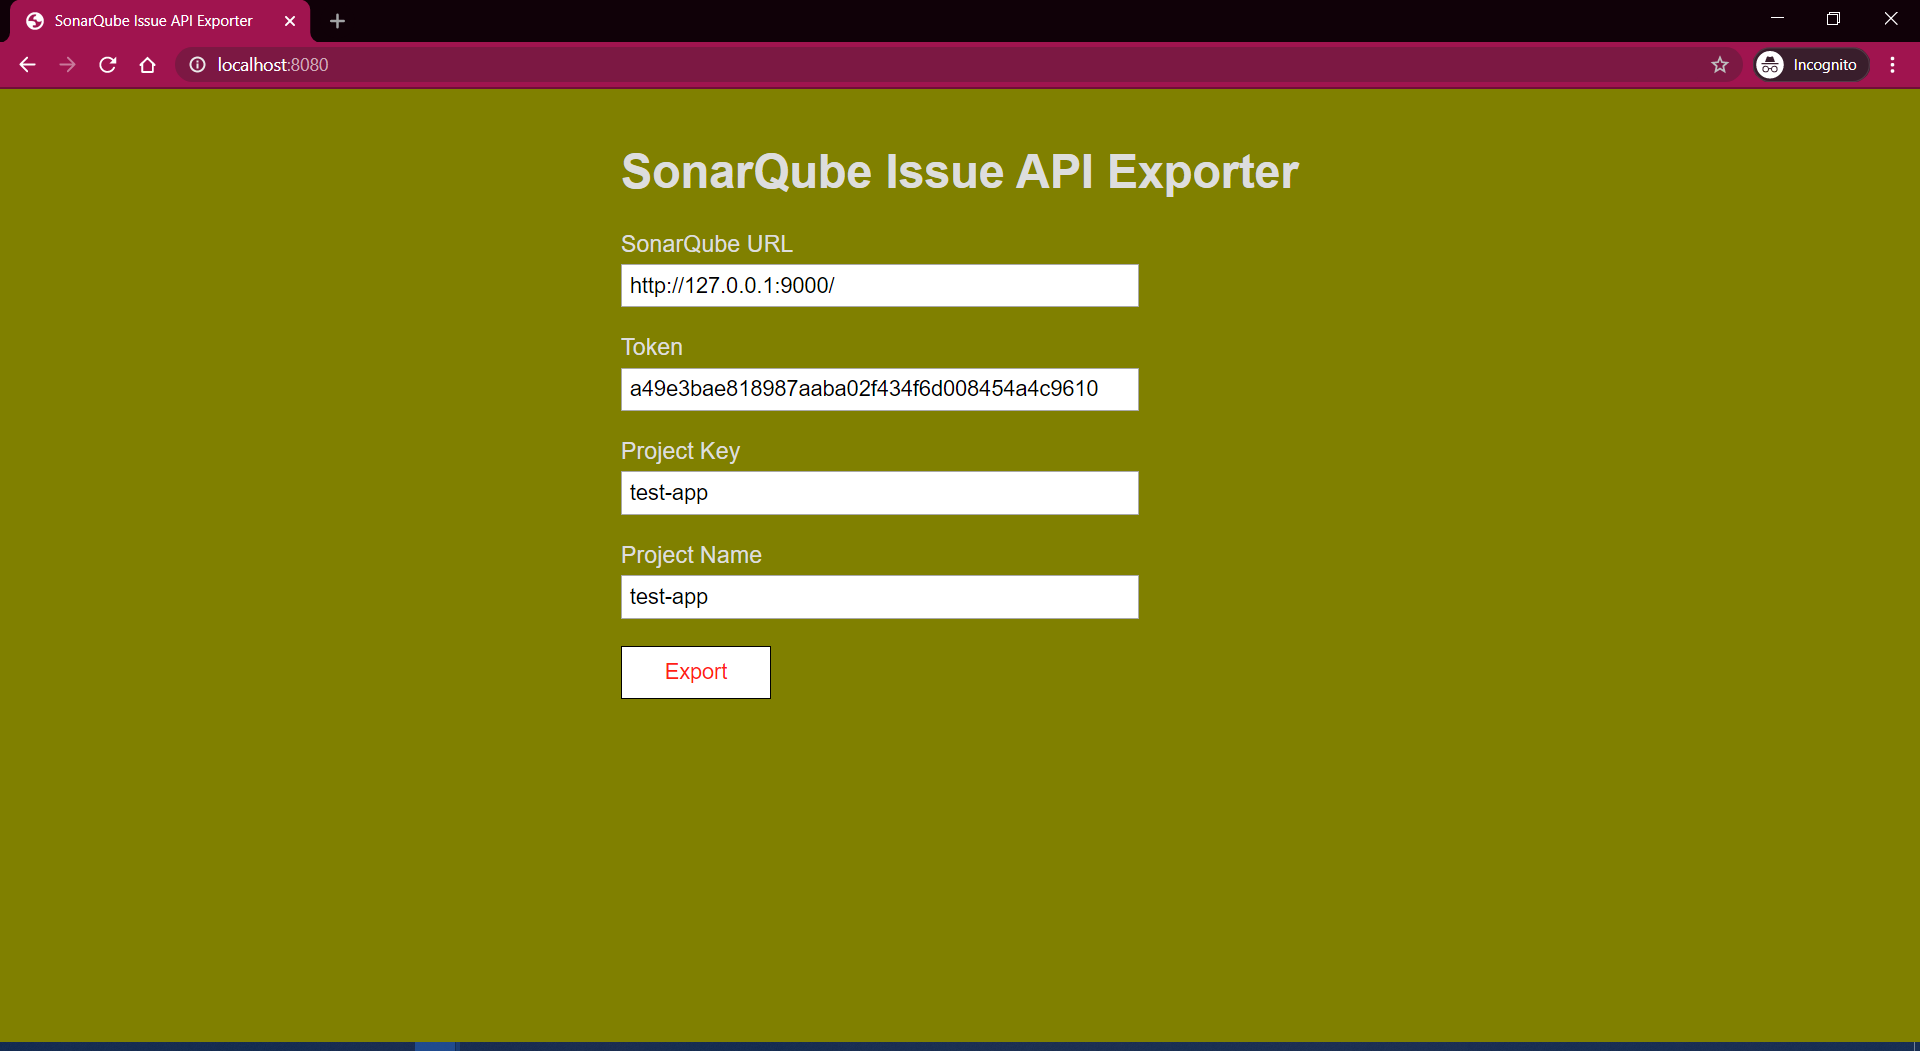 SonarQube Issue API Exporter
localhost:8080
Incognito
SonarQube Issue API Exporter
SonarQube URL
http://127.0.0.1:9000/
Token
a49e3bae818987aaba02f434f6d008454a4c9610
Project Key
test-app
Project Name
test-app
Export